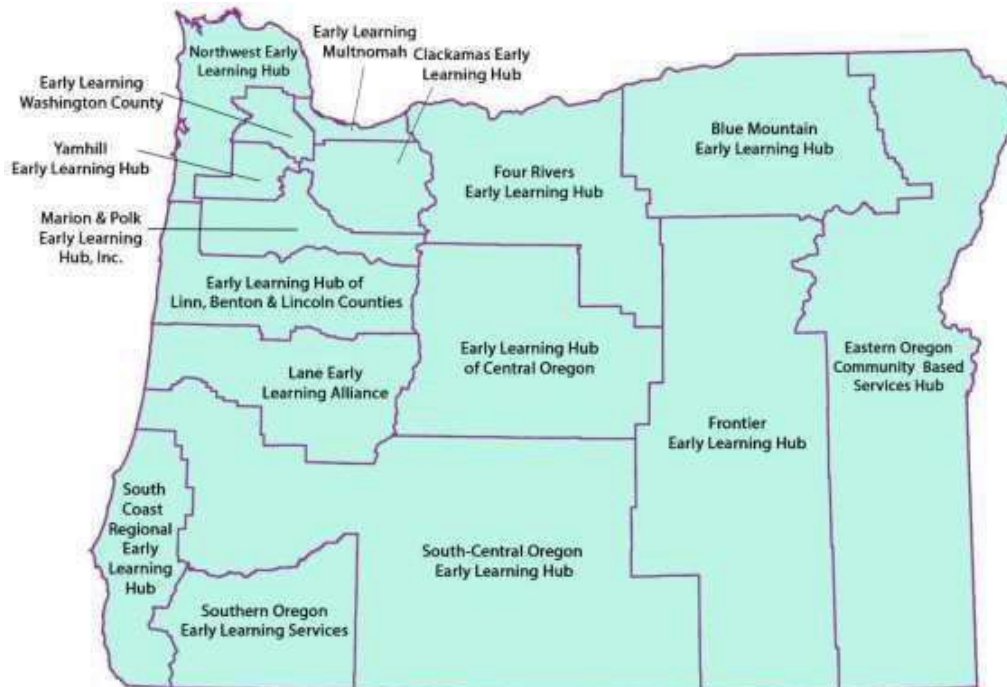 Early Learning
Multnomah
Clackamas Early
Learning Hub
Northwest Early
Learning Hub
Early Learning
Washington County
Blue Mountain
Early Learning Hub
Yamhill
Early Learning Hub
Four Rivers
Early Learning Hub
Marion & Polk
Early Learning
Hub, Inc.
Early Learning Hub of
Linn, Benton & Lincoln Counties
Early Learning Hub
of Central Oregon
Eastern Oregon
Community Based
Services Hub
Lane Early
Learning Alliance
Frontier
Early Learning Hub
South
Coast
Regional
Early
Learning
Hub
South-Central Oregon
Early Learning Hub
Southern Oregon
Early Learning Services